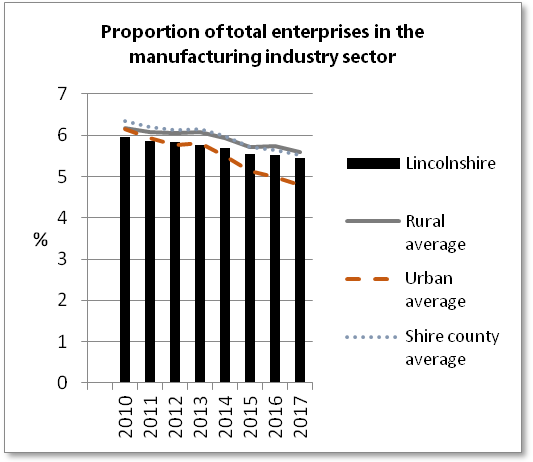 Proportion of total enterprises in the
manufacturing industry sector
7
6
5
4
3
2
1
0
%
2010
2011
2012
2013
2014
2015
2016
2017
Lincolnshire
Rural
average
Urban
average
Shire county
average